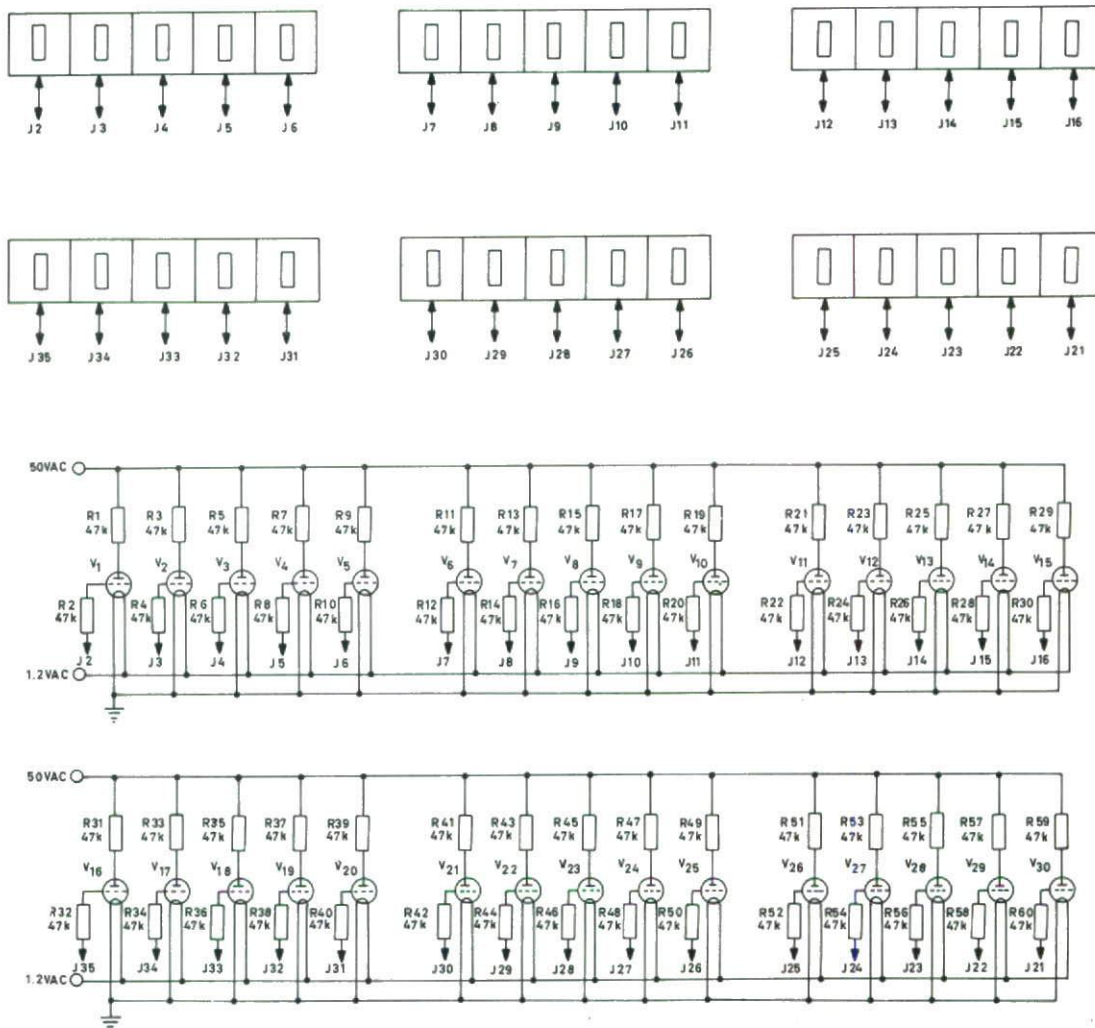 J2 J3 J4 J5 J6 J7 J8 J9 J10 J11 J12 J13 J14 J15 J16
J35 J34 J33 J32 J31 J30 J29 J28 J27 J26 J25 J24 J23 J22 J21
50VAC
R1 R3 R5 R7 R9 R11 R13 R15 R17 R19 R21 R23 R25 R27 R29
47k 47k 47k 47k 47k 47k 47k 47k 47k 47k 47k 47k 47k 47k 47k
V1 V2 V3 V4 V5 V6 V7 V8 V9 V10 V11 V12 V13 V14 V15
R2 R4 R6 R8 R10 R12 R14 R16 R18 R20 R22 R24 R26 R28 R30
47k 47k 47k 47k 47k 47k 47k 47k 47k 47k 47k 47k 47k 47k 47k
J2 J3 J4 J5 J6 J7 J8 J9 J10 J11 J12 J13 J14 J15 J16
1.2VAC
50VAC
R31 R33 R35 R37 R39 R41 R43 R45 R47 R49 R51 R53 R55 R57 R59
47k 47k 47k 47k 47k 47k 47k 47k 47k 47k 47k 47k 47k 47k 47k
V16 V17 V18 V19 V20 V21 V22 V23 V24 V25 V26 V27 V28 V29 V30
R32 R34 R36 R38 R40 R42 R44 R46 R48 R50 R52 R54 R56 R58 R60
47k 47k 47k 47k 47k 47k 47k 47k 47k 47k 47k 47k 47k 47k 47k
J35 J34 J33 J32 J31 J30 J29 J28 J27 J26 J25 J24 J23 J22 J21
1.2VAC